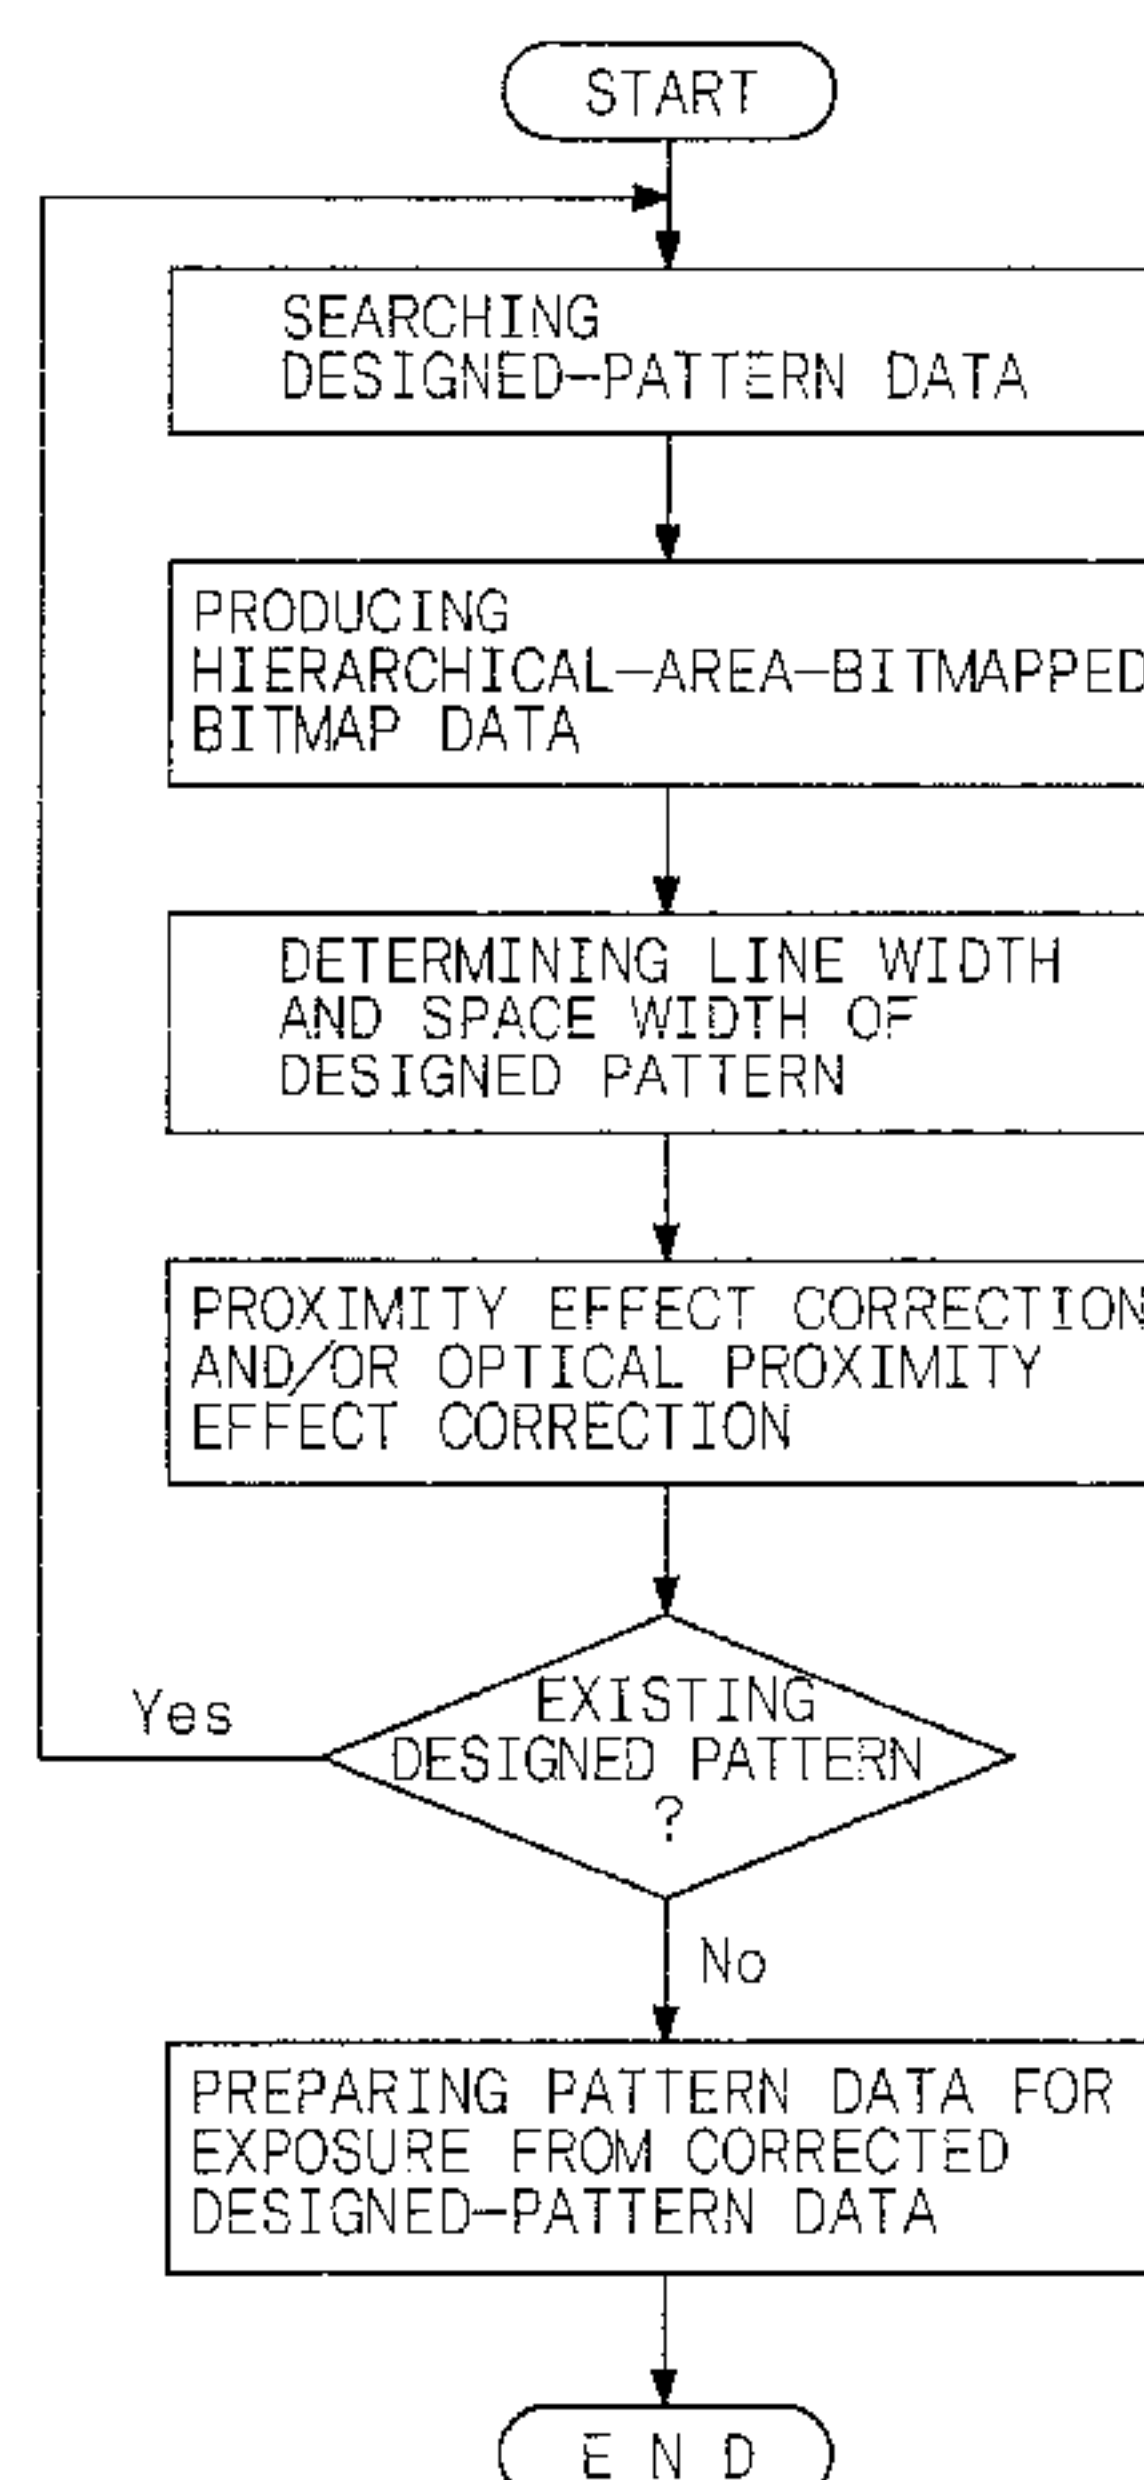 START
SEARCHING
DESIGNED-PATTERN DATA
PRODUCING
HIERARCHICAL-AREA-BITMAPPED
BITMAP DATA
DETERMINING LINE WIDTH
AND SPACE WIDTH OF
DESIGNED PATTERN
PROXIMITY EFFECT CORRECTION
AND/OR OPTICAL PROXIMITY
EFFECT CORRECTION
EXISTING
DESIGNED PATTERN
?
Yes
No
PREPARING PATTERN DATA FOR
EXPOSURE FROM CORRECTED
DESIGNED-PATTERN DATA
E N D